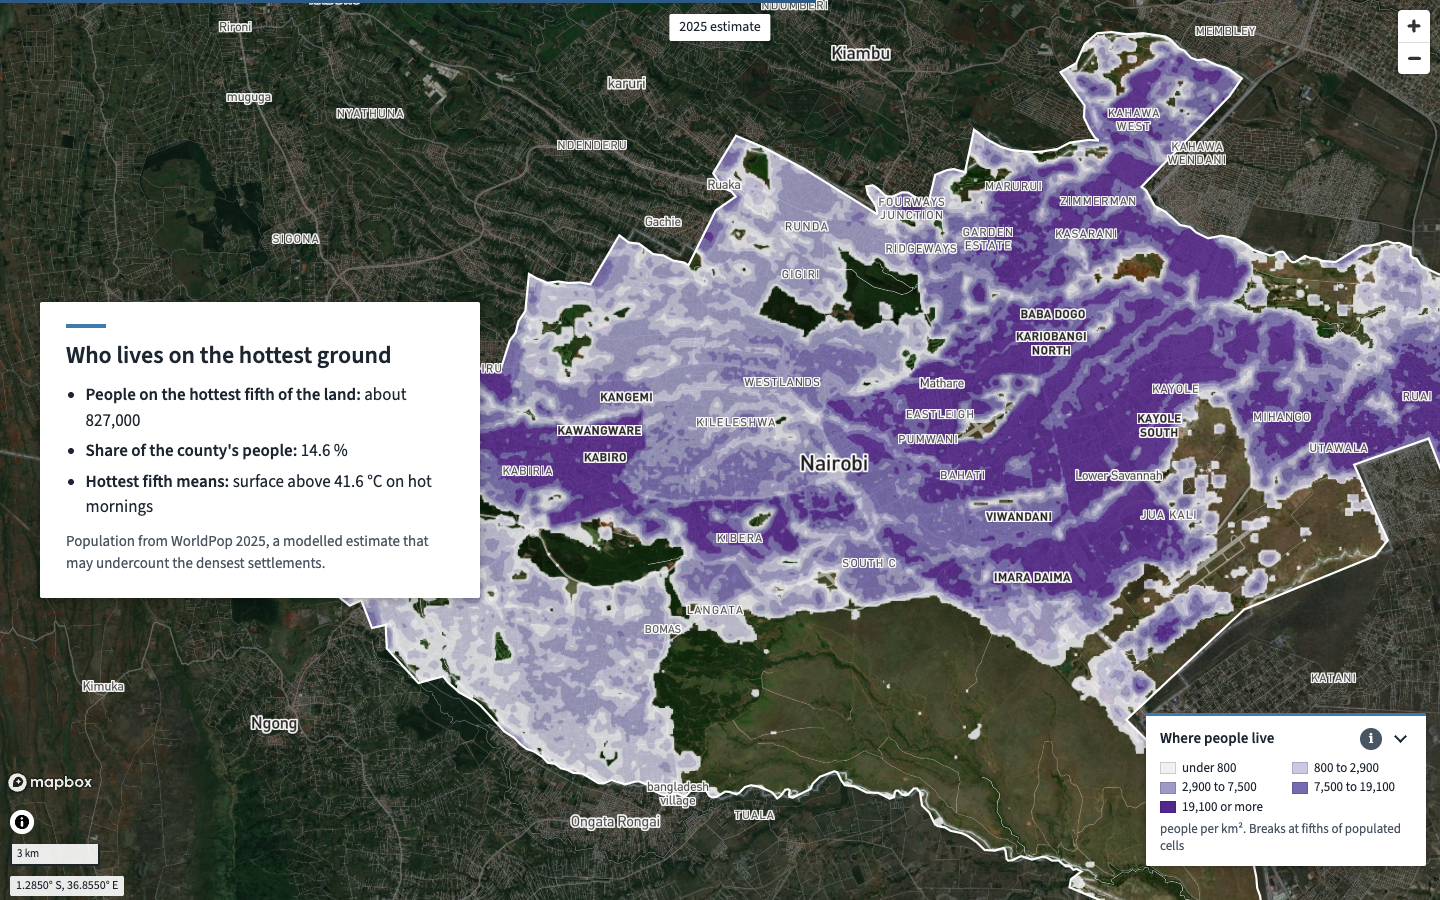 NDUMBERI
Rironi
2025 estimate
MEMBLEY
Kiambu
karuri
muguga
NYATHUNA
KAHAWA
WEST
NDENDERU
KAHAWA
WENDANI
Ruaka
MARURUI
FOURWAYS
JUNCTION
ZIMMERMAN
Gachie
RUNDA
GARDEN
ESTATE
KASARANI
SIGONA
RIDGEWAYS
GIGIRI
BABA DOGO
KARIOBANGI
NORTH
Who lives on the hottest ground
People on the hottest fifth of the land: about
827,000
Share of the county's people: 14.6 %
Hottest fifth means: surface above 41.6 °C on hot
mornings
Population from WorldPop 2025, a modelled estimate that
may undercount the densest settlements.
WESTLANDS
Mathare
KAYOLE
KANGEMI
RUAI
EASTLEIGH
KAYOLE
SOUTH
MIHANGO
KILELESHWA
KAWANGWARE
PUMWANI
UTAWALA
KABIRO
Nairobi
KABIRIA
BAHATI
Lower Savannah
VIWANDANI
JUA KALI
KIBERA
SOUTH C
IMARA DAIMA
LANGATA
BOMAS
KATANI
Kimuka
Ngong
bangladesh
village
TUALA
Ongata Rongai
mapbox
3 km
1.2850° S, 36.8550° E
Where people live
under 800
800 to 2,900
2,900 to 7,500
7,500 to 19,100
19,100 or more
people per km². Breaks at fifths of populated
cells